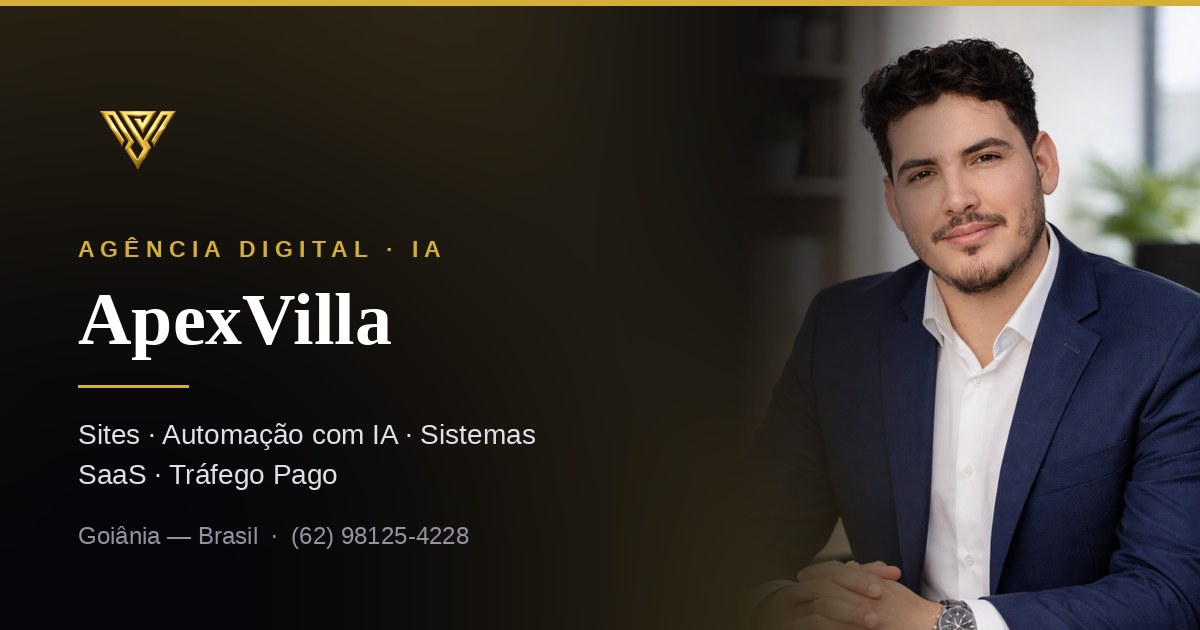 AGÊNCIA DIGITAL · IA
ApexVilla
Sites · Automação com IA · Sistemas
SaaS · Tráfego Pago
Goiânia — Brasil · (62) 98125-4228